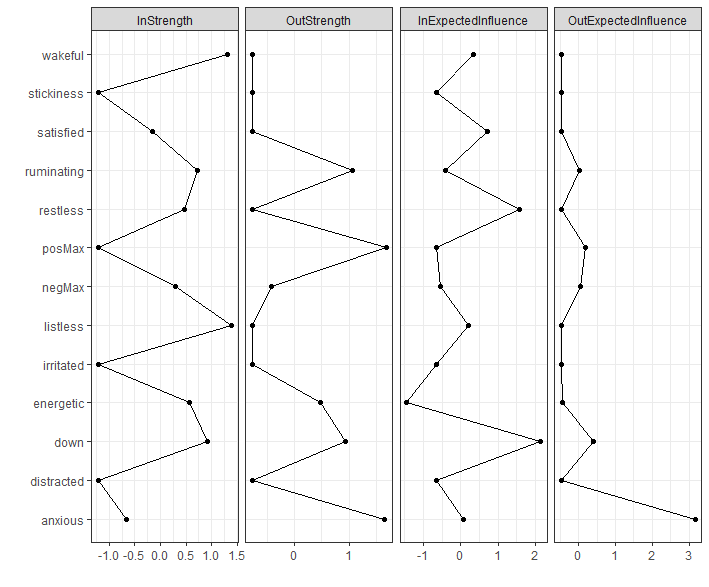 InStrength OutStrength InExpectedInfluence OutExpectedInfluence
wakeful
stickiness
satisfied
ruminating
restless
posMax
negMax
listless
irritated
energetic
down
distracted
anxious
-1.0 -0.5 0.0 0.5 1.0 1.5 0 1 -1 0 1 2 0 1 2 3